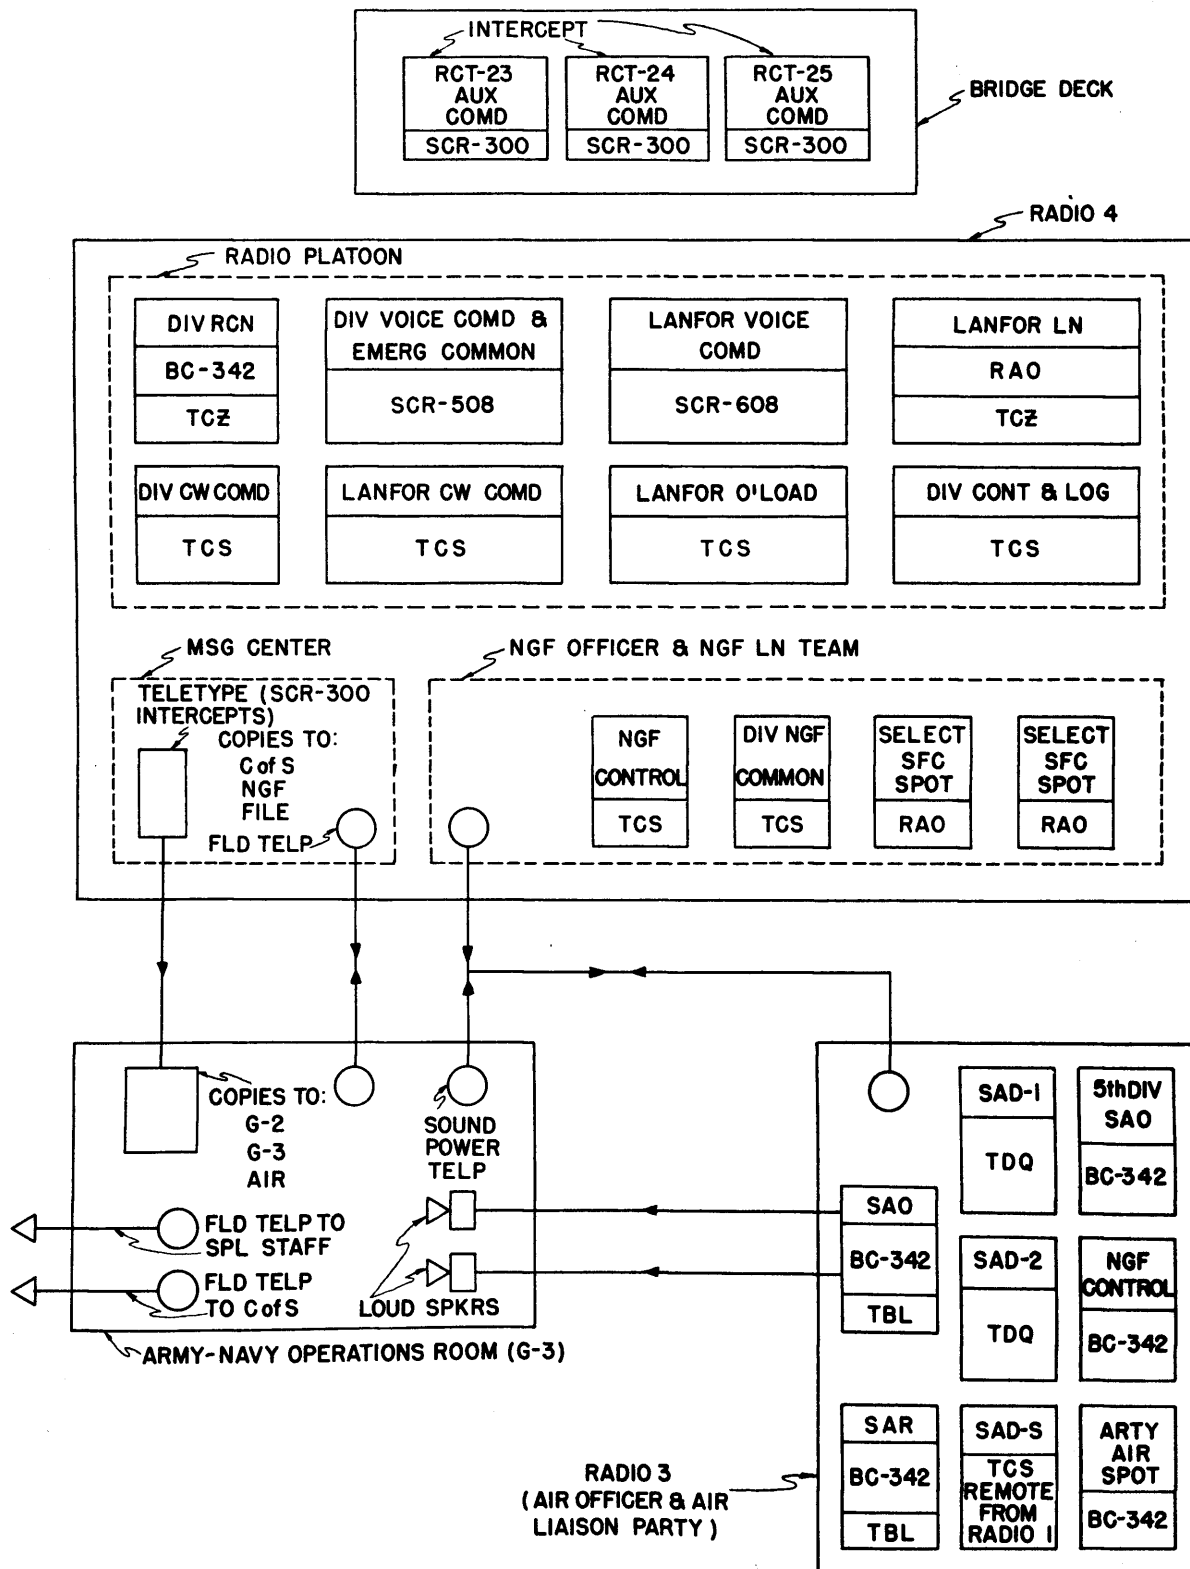 INTERCEPT
RCT-23
AUX
COMD
SCR-300
RCT-24
AUX
COMD
SCR-300
RCT-25
AUX
COMD
SCR-300
BRIDGE DECK
RADIO 4
RADIO PLATOON
DIV RCN
BC-342
TCZ
DIV VOICE COMD &
EMERG COMMON
SCR-508
LANFOR VOICE
COMD
SCR-608
LANFOR LN
RAO
TCZ
DIV CW COMD
TCS
LANFOR CW COMD
TCS
LANFOR O'LOAD
TCS
DIV CONT & LOG
TCS
MSG CENTER
TELETYPE (SCR-300
INTERCEPTS)
COPIES TO:
C of S
NGF
FILE
FLD TELP
NGF OFFICER & NGF LN TEAM
NGF
CONTROL
TCS
DIV NGF
COMMON
TCS
SELECT
SFC
SPOT
RAO
SELECT
SFC
SPOT
RAO
COPIES TO:
G-2
G-3
AIR
SOUND
POWER
TELP
FLD TELP TO
SPL STAFF
FLD TELP
TO C of S
LOUD SPKRS
ARMY-NAVY OPERATIONS ROOM (G-3)
SAD-1
TDQ
5th DIV
SAO
BC-342
SAO
BC-342
TBL
SAD-2
TDQ
NGF
CONTROL
BC-342
SAR
BC-342
TBL
SAD-S
TCS
REMOTE
FROM
RADIO 1
ARTY
AIR
SPOT
BC-342
RADIO 3
(AIR OFFICER & AIR
LIAISON PARTY)